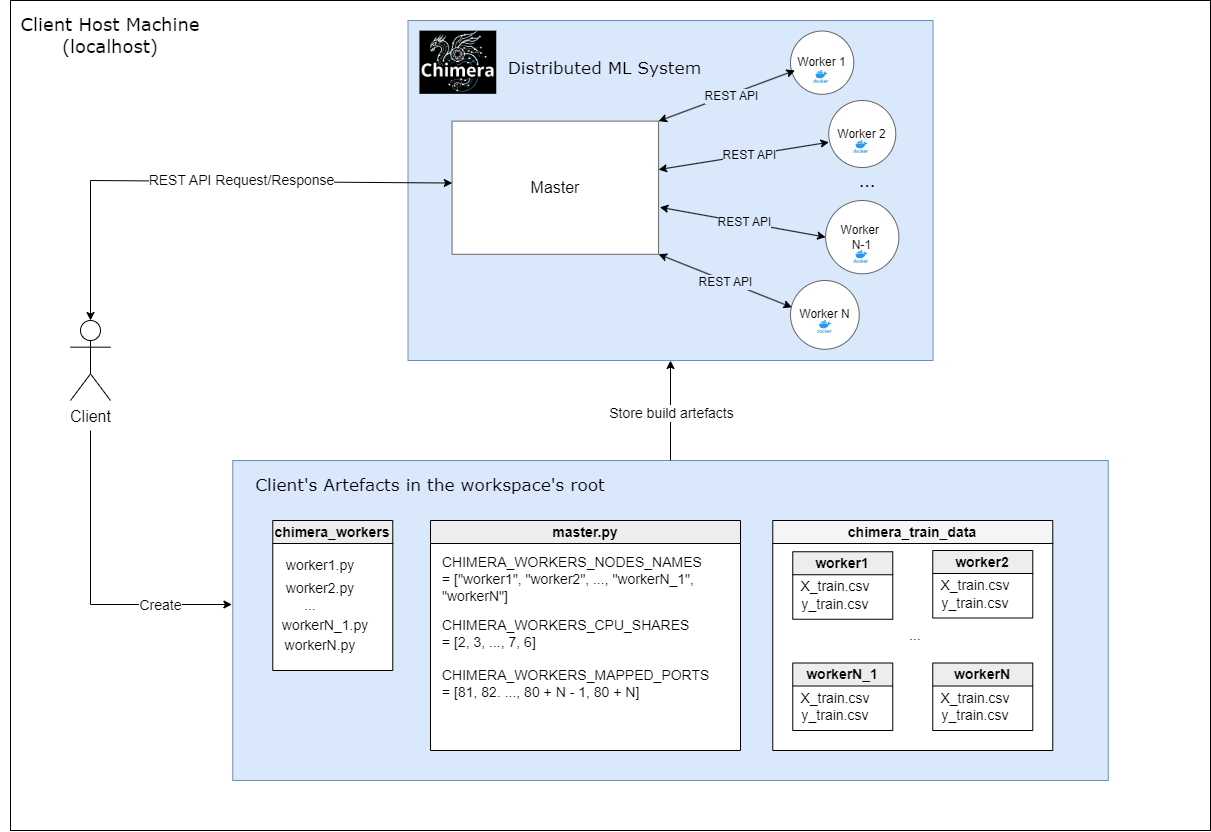 Client Host Machine
(localhost)
Chimera
Distributed ML System
Worker 1
docker
REST API
Worker 2
docker
REST API
...
REST API Request/Response
Master
REST API
Worker
N-1
docker
REST API
Worker N
docker
Client
Store build artefacts
Client's Artefacts in the workspace's root
chimera_workers
worker1.py
worker2.py
...
workerN_1.py
workerN.py
master.py
CHIMERA_WORKERS_NODES_NAMES
= ["worker1", "worker2", ..., "workerN_1",
"workerN"]
CHIMERA_WORKERS_CPU_SHARES
= [2, 3, ..., 7, 6]
CHIMERA_WORKERS_MAPPED_PORTS
= [81, 82. ..., 80 + N - 1, 80 + N]
chimera_train_data
worker1
X_train.csv
y_train.csv
worker2
X_train.csv
y_train.csv
...
workerN_1
X_train.csv
y_train.csv
workerN
X_train.csv
y_train.csv
Create